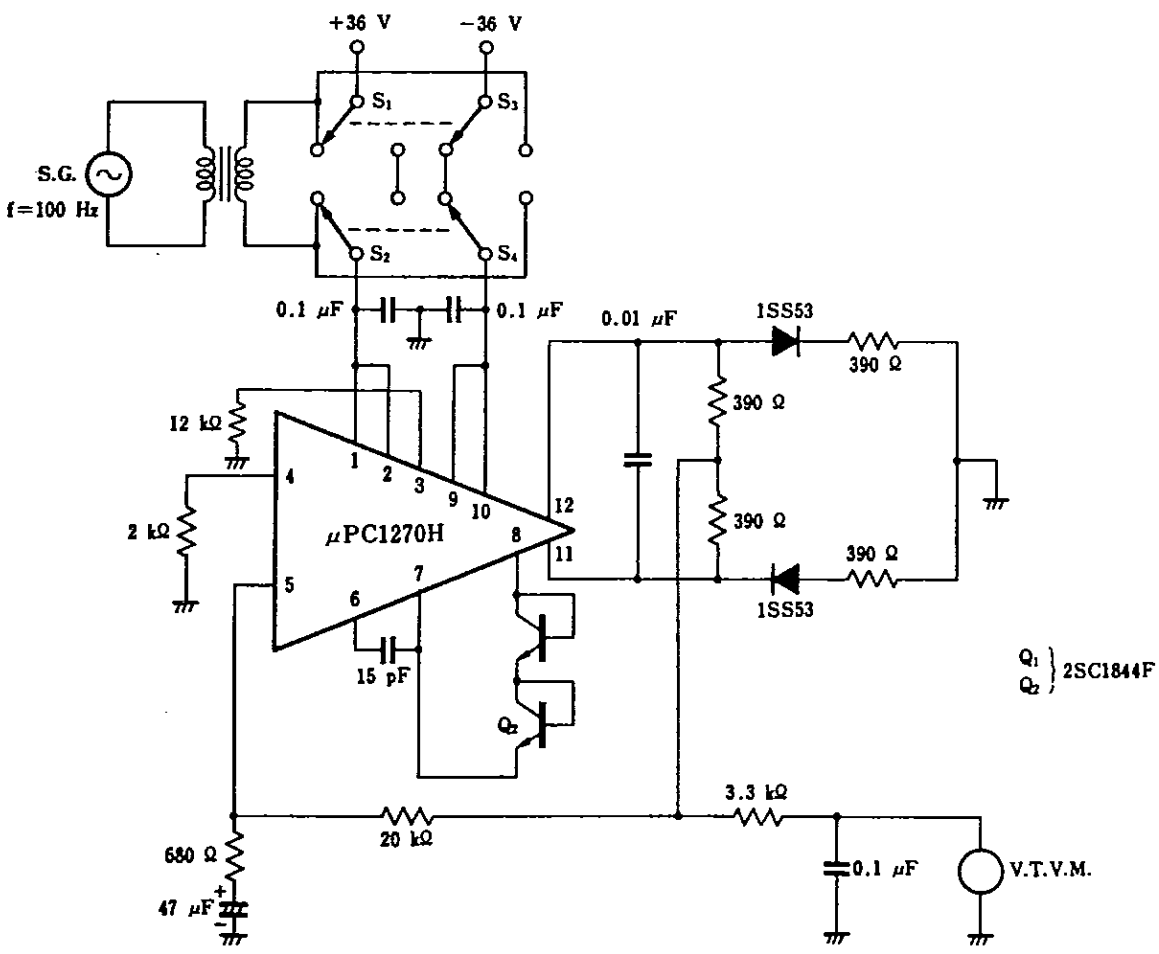 +36 V
−36 V
S1
S3
S.G.
f=100 Hz
S2
S4
0.1 μF
0.1 μF
1SS53
0.01 μF
390 Ω
390 Ω
12 kΩ
1
2
3
9
10
4
12
2 kΩ
μPC1270H
8
11
390 Ω
390 Ω
5
6
7
1SS53
15 pF
Q1
Q2
} 2SC1844F
Q2
3.3 kΩ
20 kΩ
680 Ω
0.1 μF
V.T.V.M.
+
47 μF
−